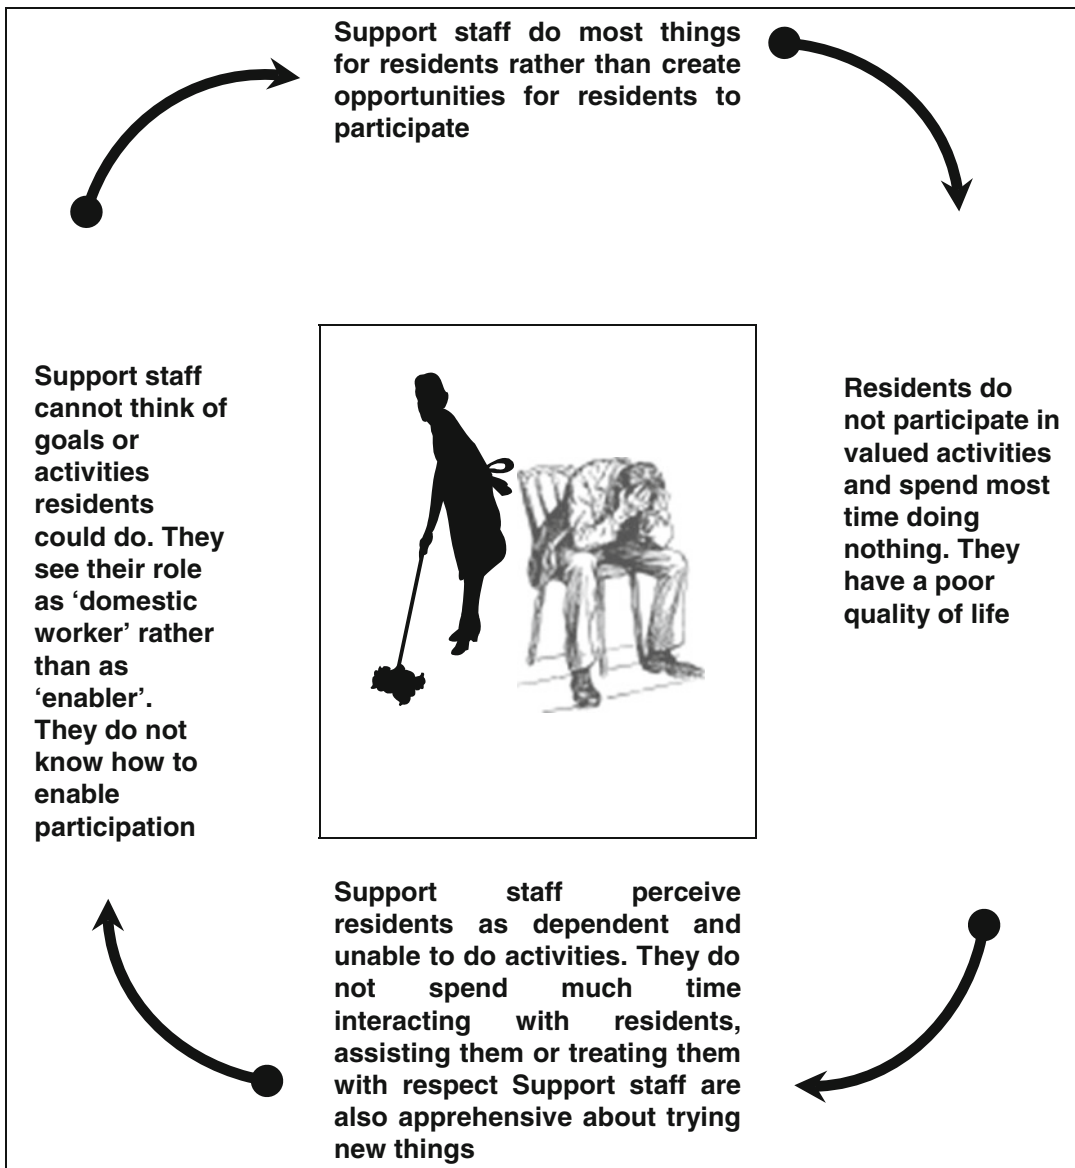 Support staff do most things
for residents rather than create
opportunities for residents to
participate
Residents do
not participate in
valued activities
and spend most
time doing
nothing. They
have a poor
quality of life
Support staff perceive
residents as dependent and
unable to do activities. They do
not spend much time
interacting with residents,
assisting them or treating them
with respect Support staff are
also apprehensive about trying
new things
Support staff
cannot think of
goals or
activities
residents
could do. They
see their role
as ‘domestic
worker’ rather
than as
‘enabler’.
They do not
know how to
enable
participation